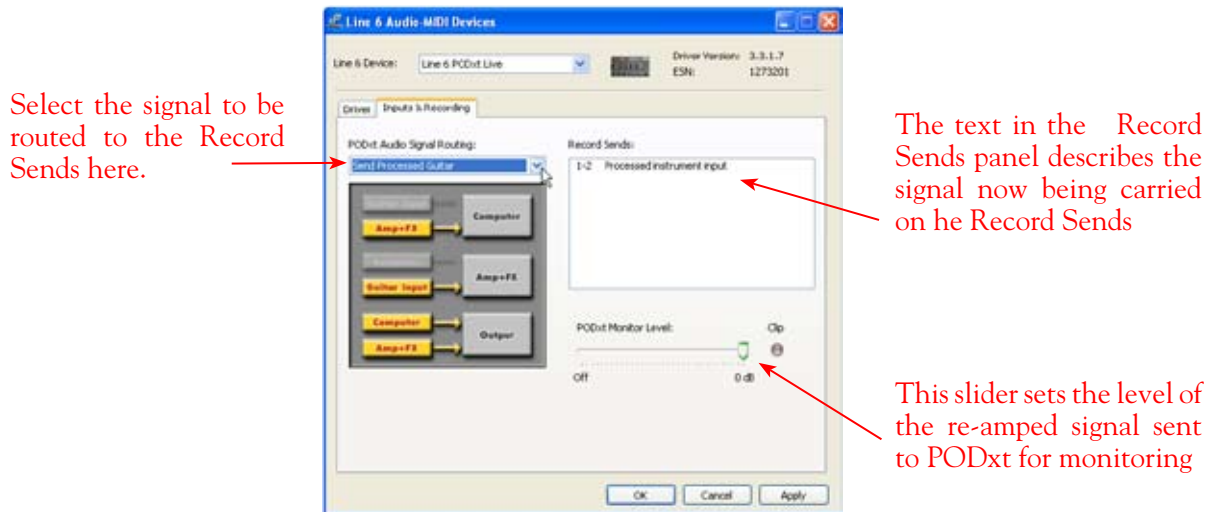 Line 6 Audio-MIDI Devices
Line 6 Device:
Line 6 PODxt Live
Driver Version: 3.3.1.7
ESN: 1273201
Driver
Inputs & Recording
Select the signal to be
routed to the Record
Sends here.
PODxt Audio Signal Routing:
Send Processed Guitar
Computer
Amp+FX
Amp+FX
Guitar Input
Computer
Output
Amp+FX
Record Sends:
1-2 Processed instrument input
The text in the Record
Sends panel describes the
signal now being carried
on he Record Sends
PODxt Monitor Level:
Clip
Off
0 dB
This slider sets the level of
the re-amped signal sent
to PODxt for monitoring
OK
Cancel
Apply